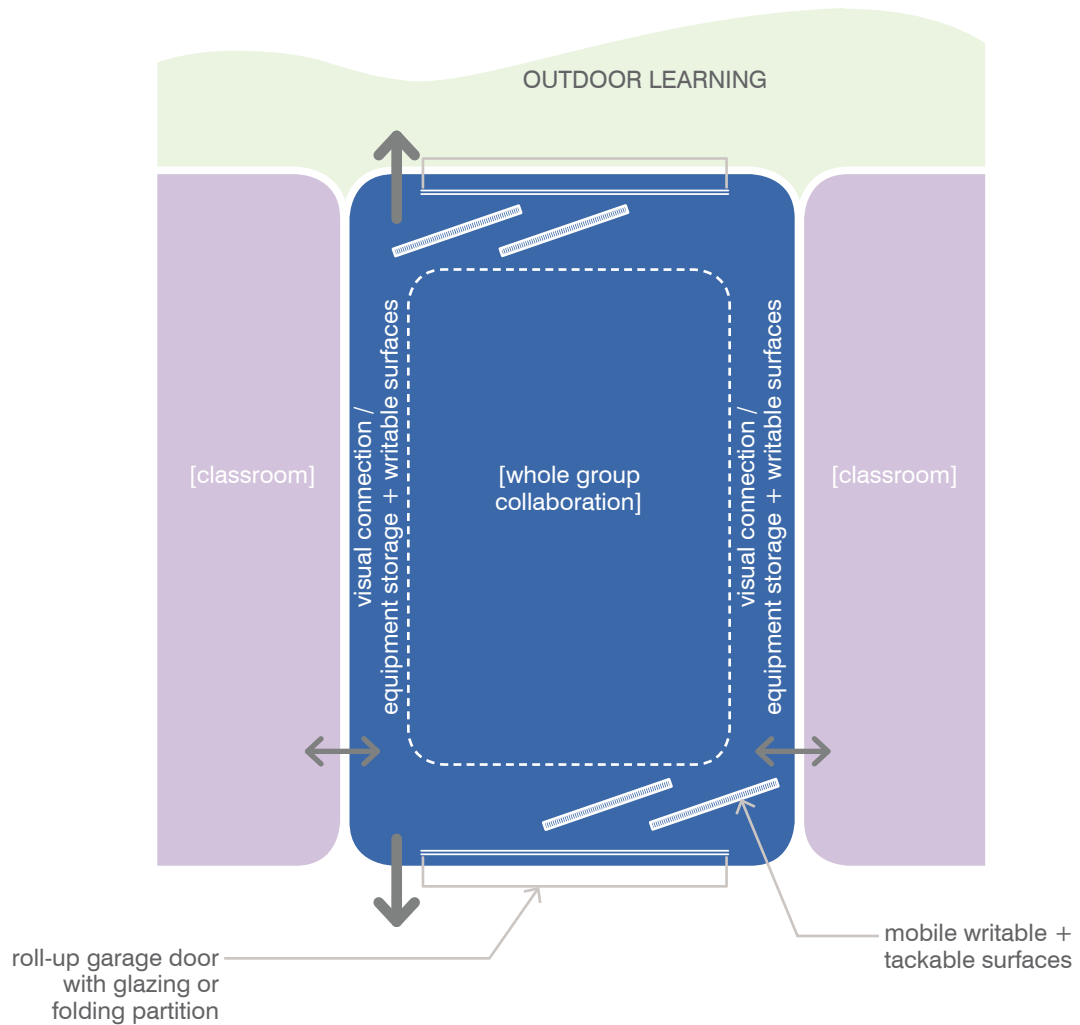 OUTDOOR LEARNING
[classroom]
visual connection /
equipment storage + writable surfaces
[whole group
collaboration]
visual connection /
equipment storage + writable surfaces
[classroom]
roll-up garage door
with glazing or
folding partition
mobile writable +
tackable surfaces